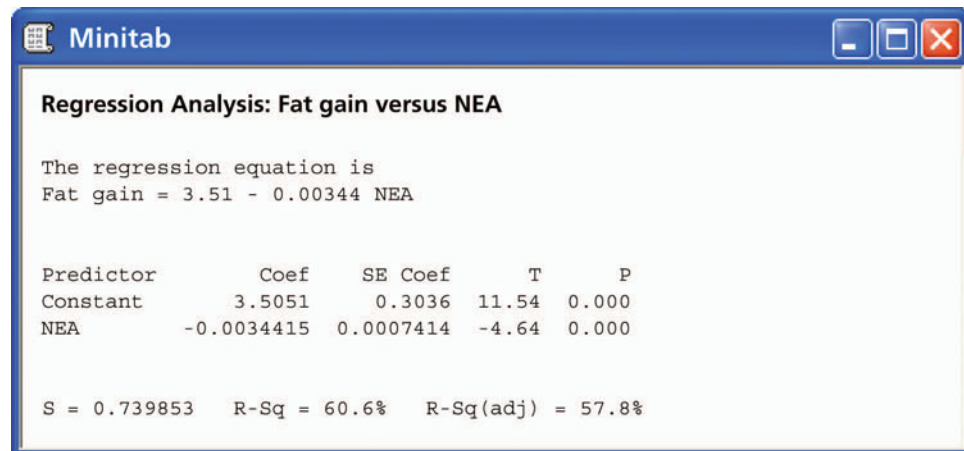 Minitab
Regression Analysis: Fat gain versus NEA
The regression equation is
Fat gain = 3.51 - 0.00344 NEA
Predictor Coef SE Coef T P
Constant 3.5051 0.3036 11.54 0.000
NEA -0.0034415 0.0007414 -4.64 0.000
S = 0.739853 R-Sq = 60.6% R-Sq(adj) = 57.8%